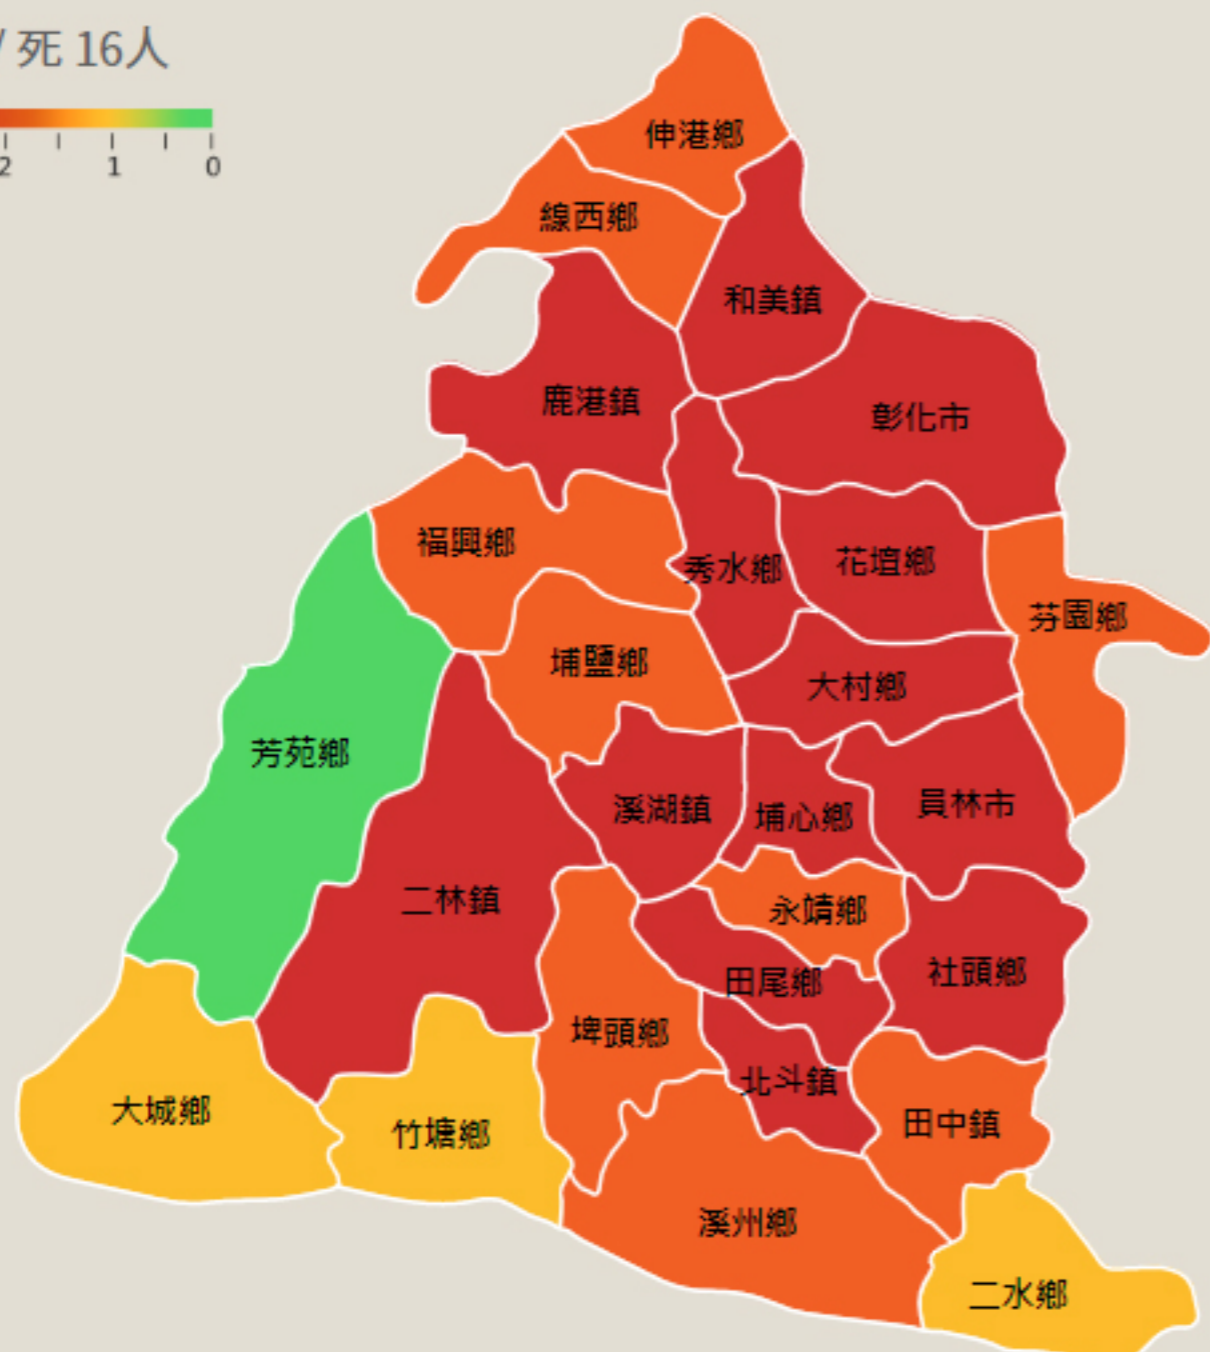 / 死 16人
2 1 0
伸港鄉
線西鄉
和美鎮
鹿港鎮
彰化市
福興鄉
秀水鄉
花壇鄉
芬園鄉
埔鹽鄉
大村鄉
芳苑鄉
溪湖鎮
埔心鄉
員林市
二林鎮
永靖鄉
田尾鄉
社頭鄉
埤頭鄉
北斗鎮
大城鄉
竹塘鄉
田中鎮
溪州鄉
二水鄉